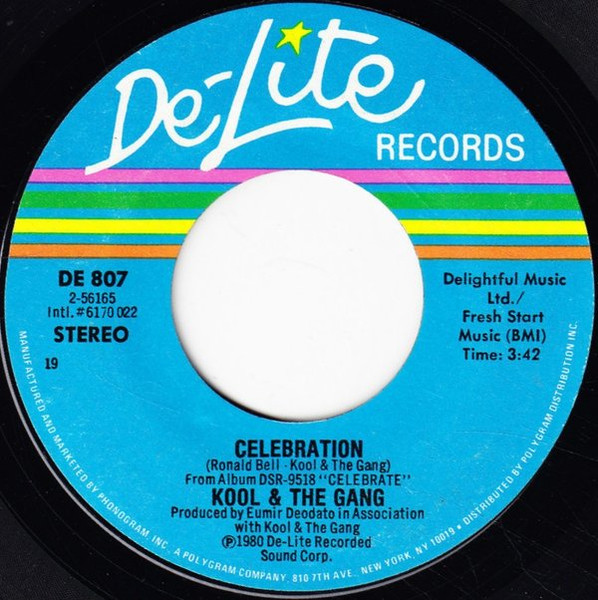 De-Lite
RECORDS
DE 807
2-56165
Intl. #6170 022
STEREO
19
Delightful Music
Ltd./
Fresh Start
Music (BMI)
Time: 3:42
CELEBRATION
(Ronald Bell - Kool & The Gang)
From Album DSR-9518 "CELEBRATE"
KOOL & THE GANG
Produced by Eumir Deodato in Association
with Kool & The Gang
℗1980 De-Lite Recorded
Sound Corp.
MANUFACTURED AND MARKETED BY PHONOGRAM, INC. A POLYGRAM COMPANY, 810 7TH AVE., NEW YORK, NY 10019 * DISTRIBUTED BY POLYGRAM DISTRIBUTION INC.